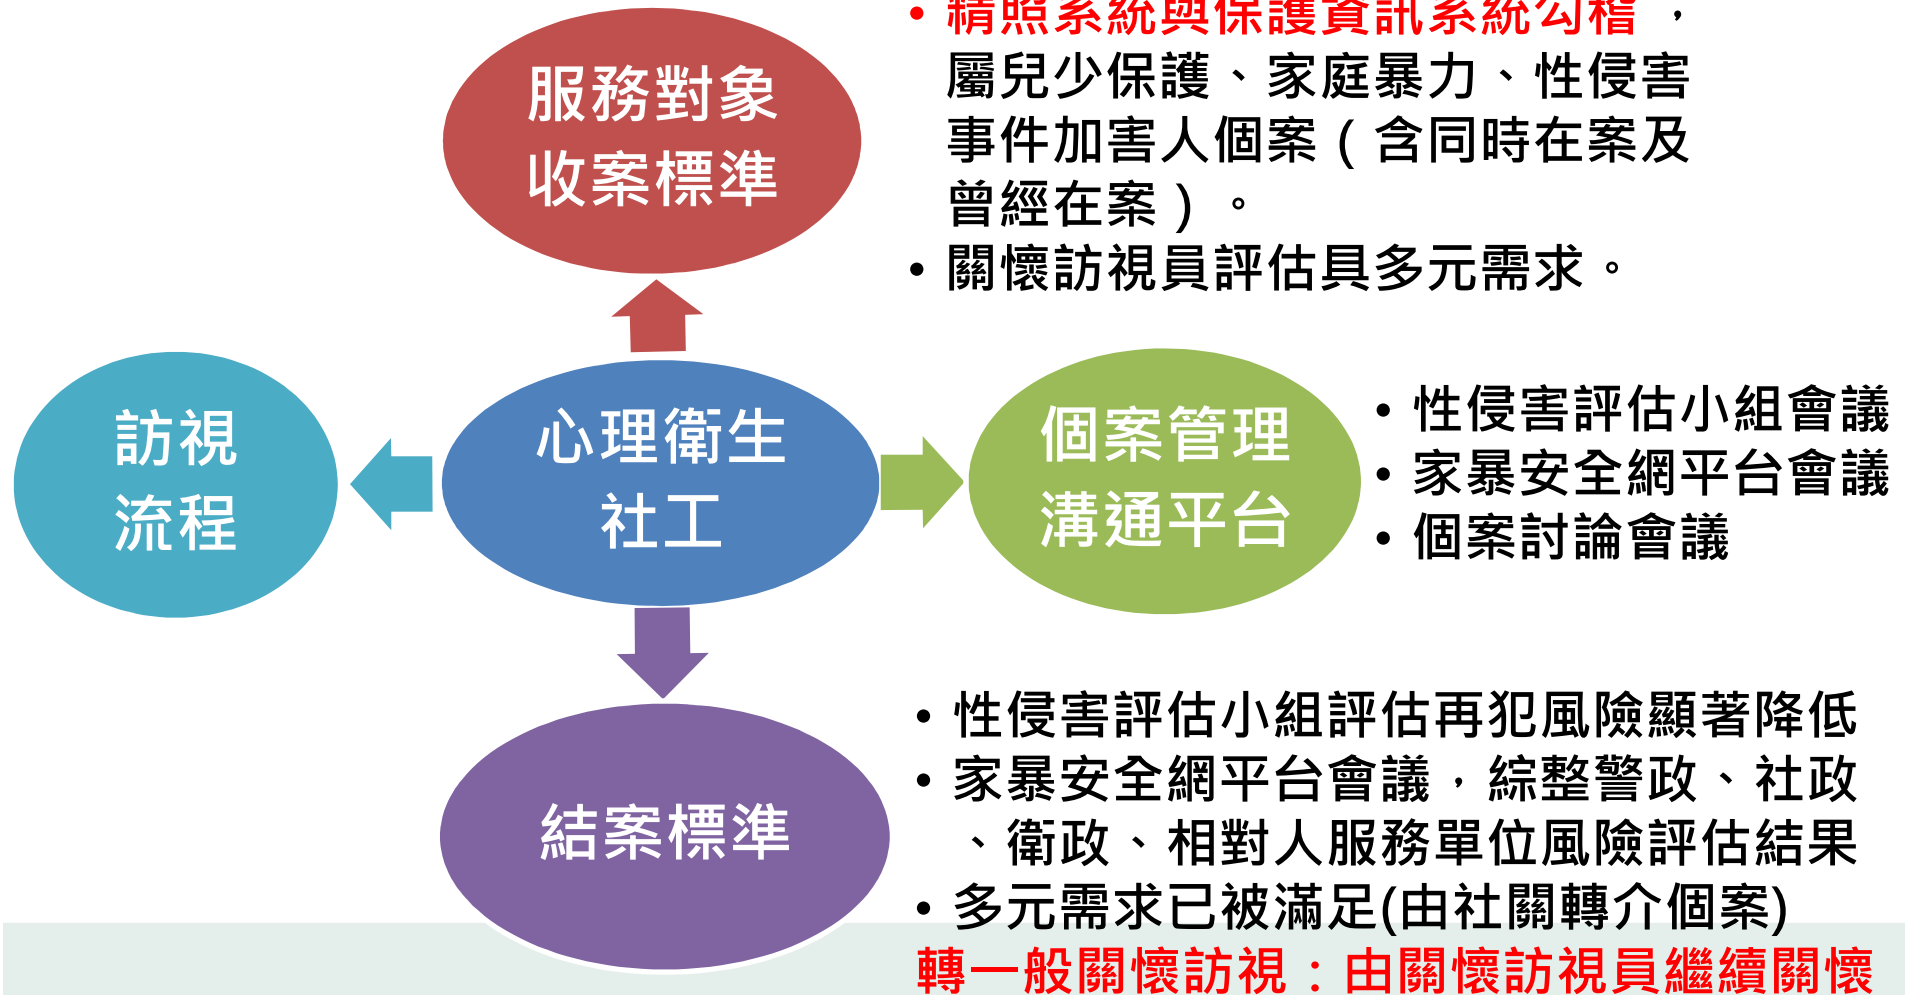 • 精照系統與保護資訊系統勾稽，
屬兒少保護、家庭暴力、性侵害
事件加害人個案（含同時在案及
曾經在案）。
• 關懷訪視員評估具多元需求。
服務對象
收案標準
訪視
流程
心理衛生
社工
個案管理
溝通平台
• 性侵害評估小組會議
• 家暴安全網平台會議
• 個案討論會議
結案標準
• 性侵害評估小組評估再犯風險顯著降低
• 家暴安全網平台會議，綜整警政、社政
、衛政、相對人服務單位風險評估結果
• 多元需求已被滿足(由社關轉介個案)
轉一般關懷訪視：由關懷訪視員繼續關懷